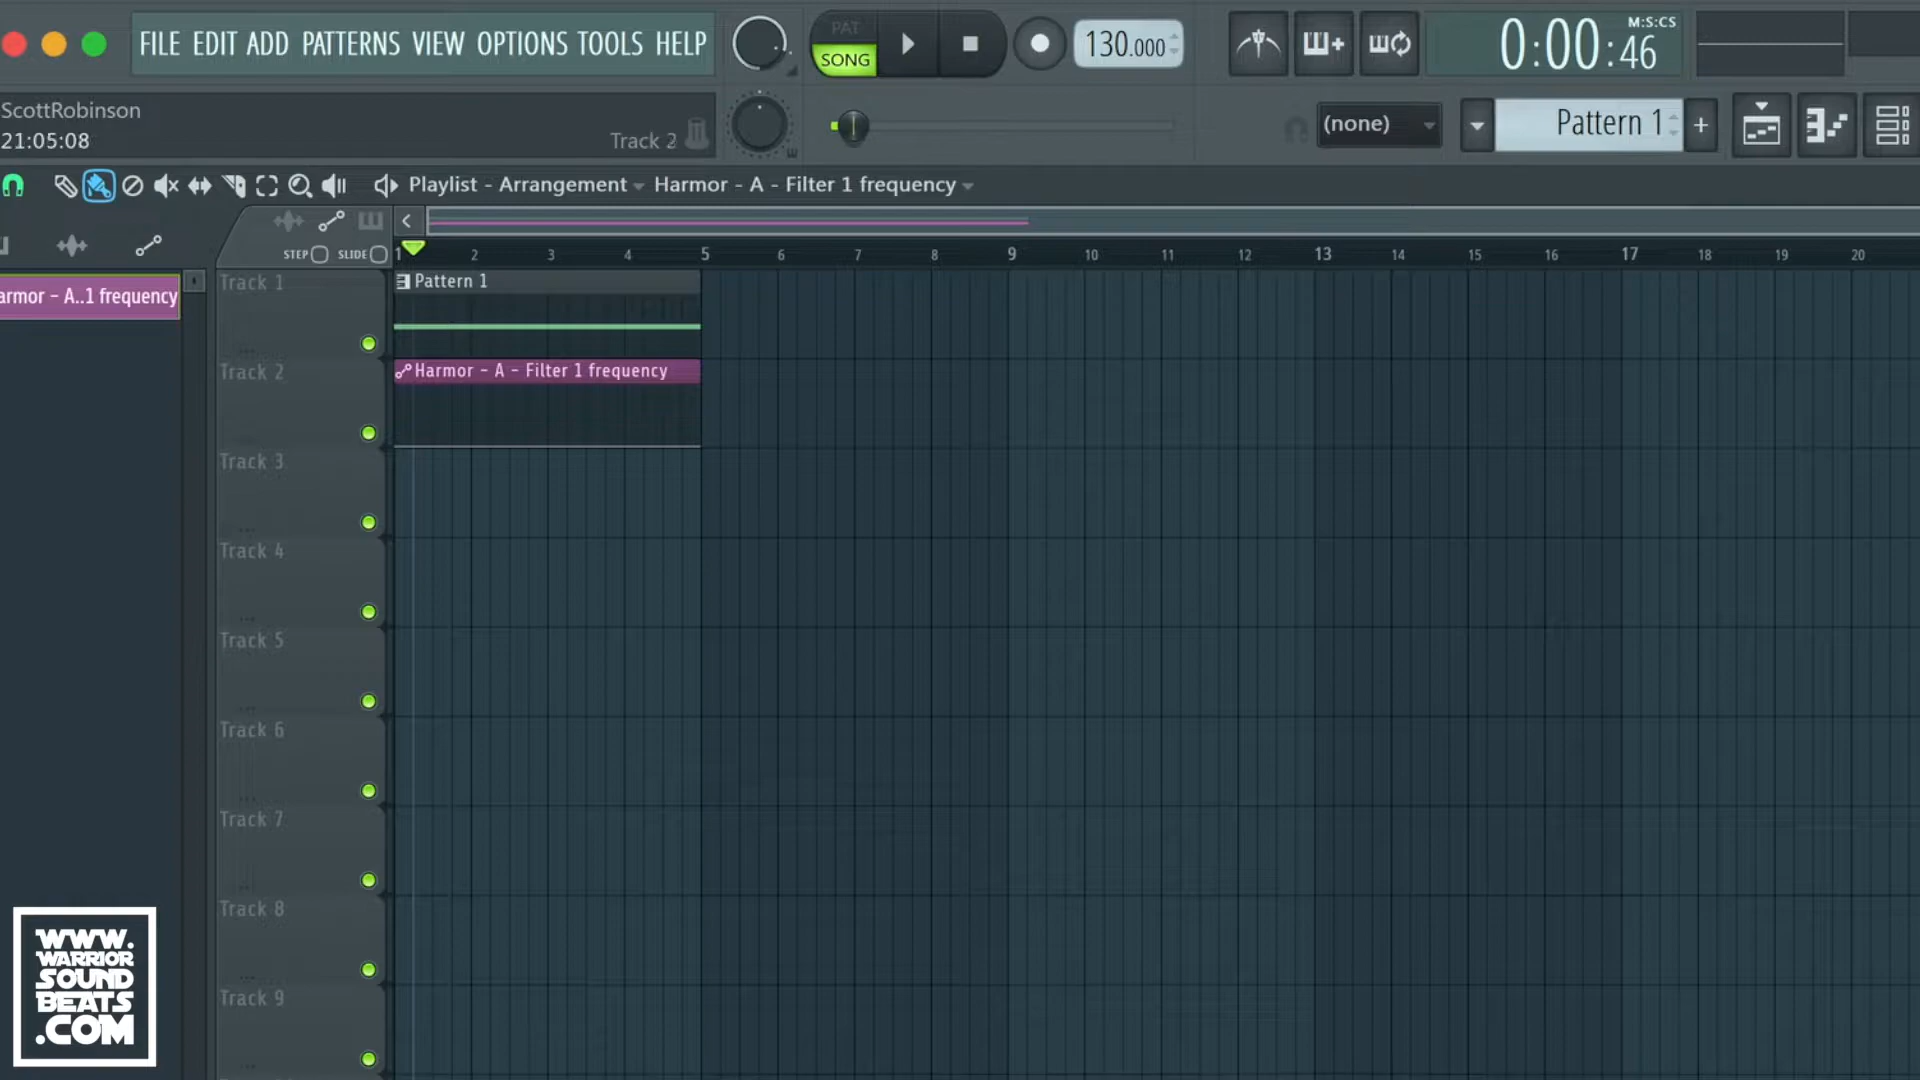 FILE EDIT ADD PATTERNS VIEW OPTIONS TOOLS HELP
PAT
SONG
130.000
M:S:CS
0:00:46
ScottRobinson
21:05:08
Track 2
(none)
Pattern 1
+
Playlist - Arrangement
Harmor - A - Filter 1 frequency
STEP
SLIDE
1 2 3 4 5 6 7 8 9 10 11 12 13 14 15 16 17 18 19 20
armor - A..1 frequency
Track 1
Pattern 1
Track 2
Harmor - A - Filter 1 frequency
Track 3
Track 4
Track 5
Track 6
Track 7
Track 8
Track 9
WWW.
WARRIOR
SOUND
BEATS
.COM